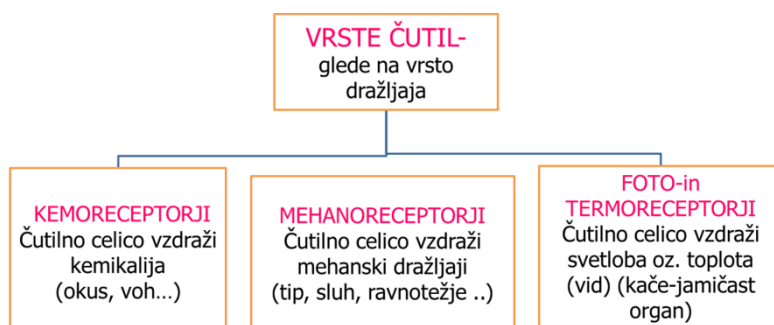 VRSTE ČUTIL-
glede na vrsto
dražljaja
KEMORECEPTORJI
Čutilno celico vzdraži
kemikalija
(okus, voh...)
MEHANORECEPTORJI
Čutilno celico vzdraži
mehanski dražljaji
(tip, sluh, ravnotežje ..)
FOTO-in
TERMORECEPTORJI
Čutilno celico vzdraži
svetloba oz. toplota
(vid) (kače-jamičast
organ)